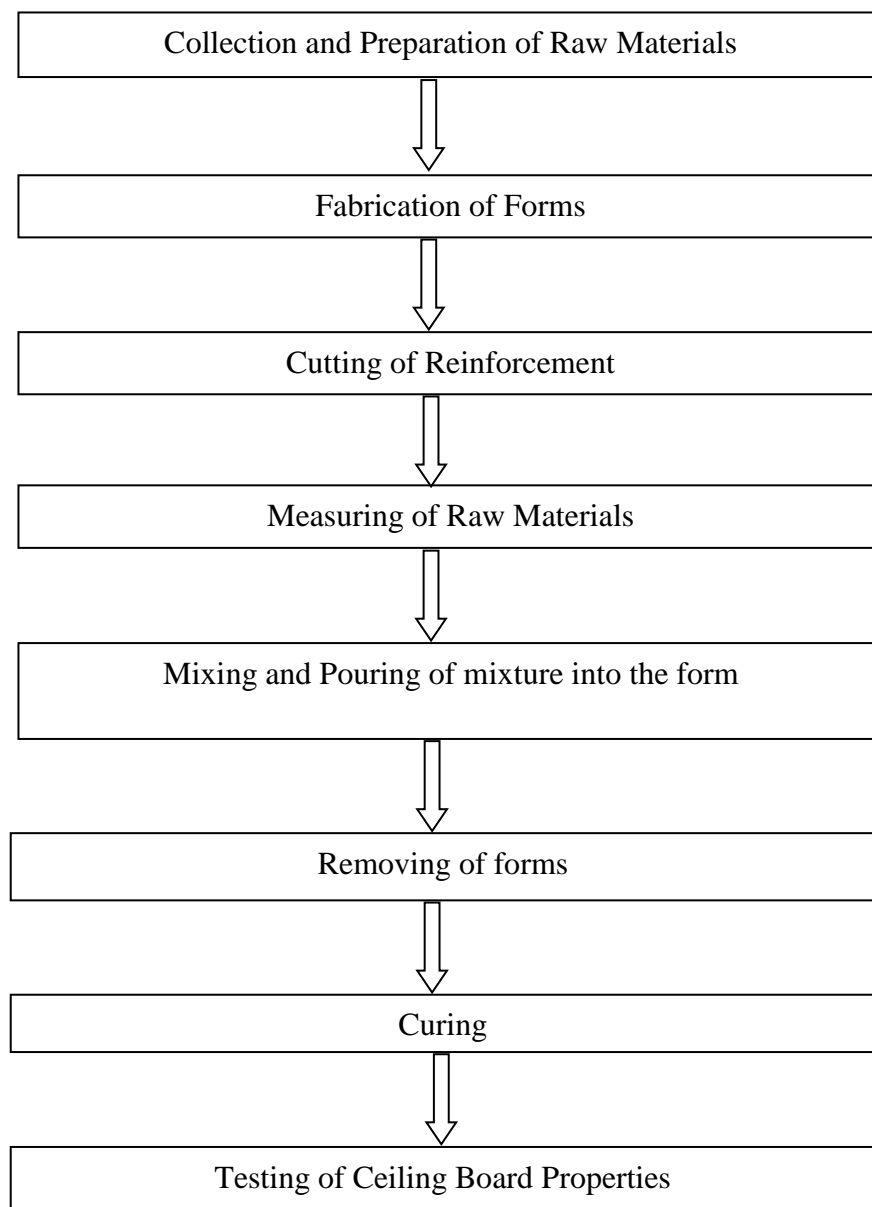 Collection and Preparation of Raw Materials
Fabrication of Forms
Cutting of Reinforcement
Measuring of Raw Materials
Mixing and Pouring of mixture into the form
Removing of forms
Curing
Testing of Ceiling Board Properties